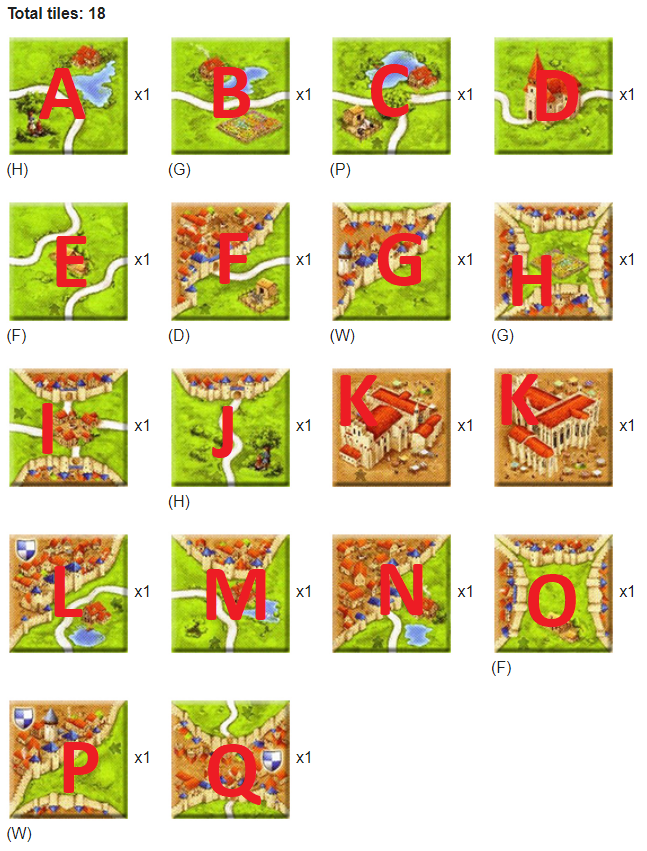 Total tiles: 18
A x1 B x1 C x1 D x1
(H) (G) (P)
E x1 F x1 G x1 H x1
(F) (D) (W) (G)
I x1 J x1 K x1 K x1
(H)
L x1 M x1 N x1 O x1
(F)
P x1 Q x1
(W)